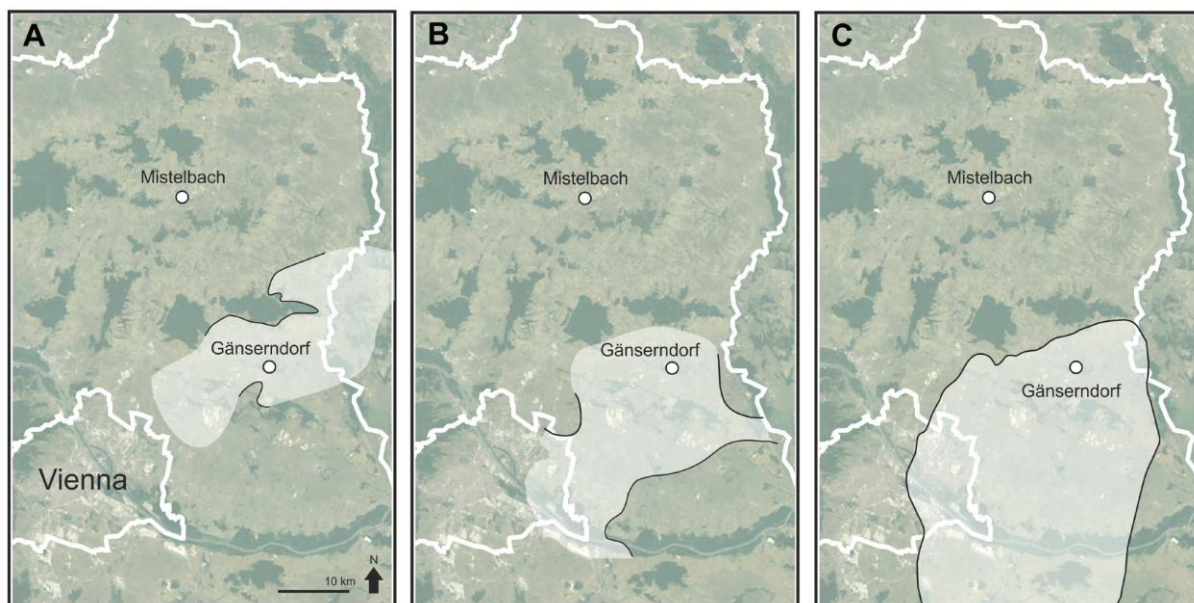 A
Mistelbach
Gänserndorf
Vienna
N
10 km
B
Mistelbach
Gänserndorf
C
Mistelbach
Gänserndorf